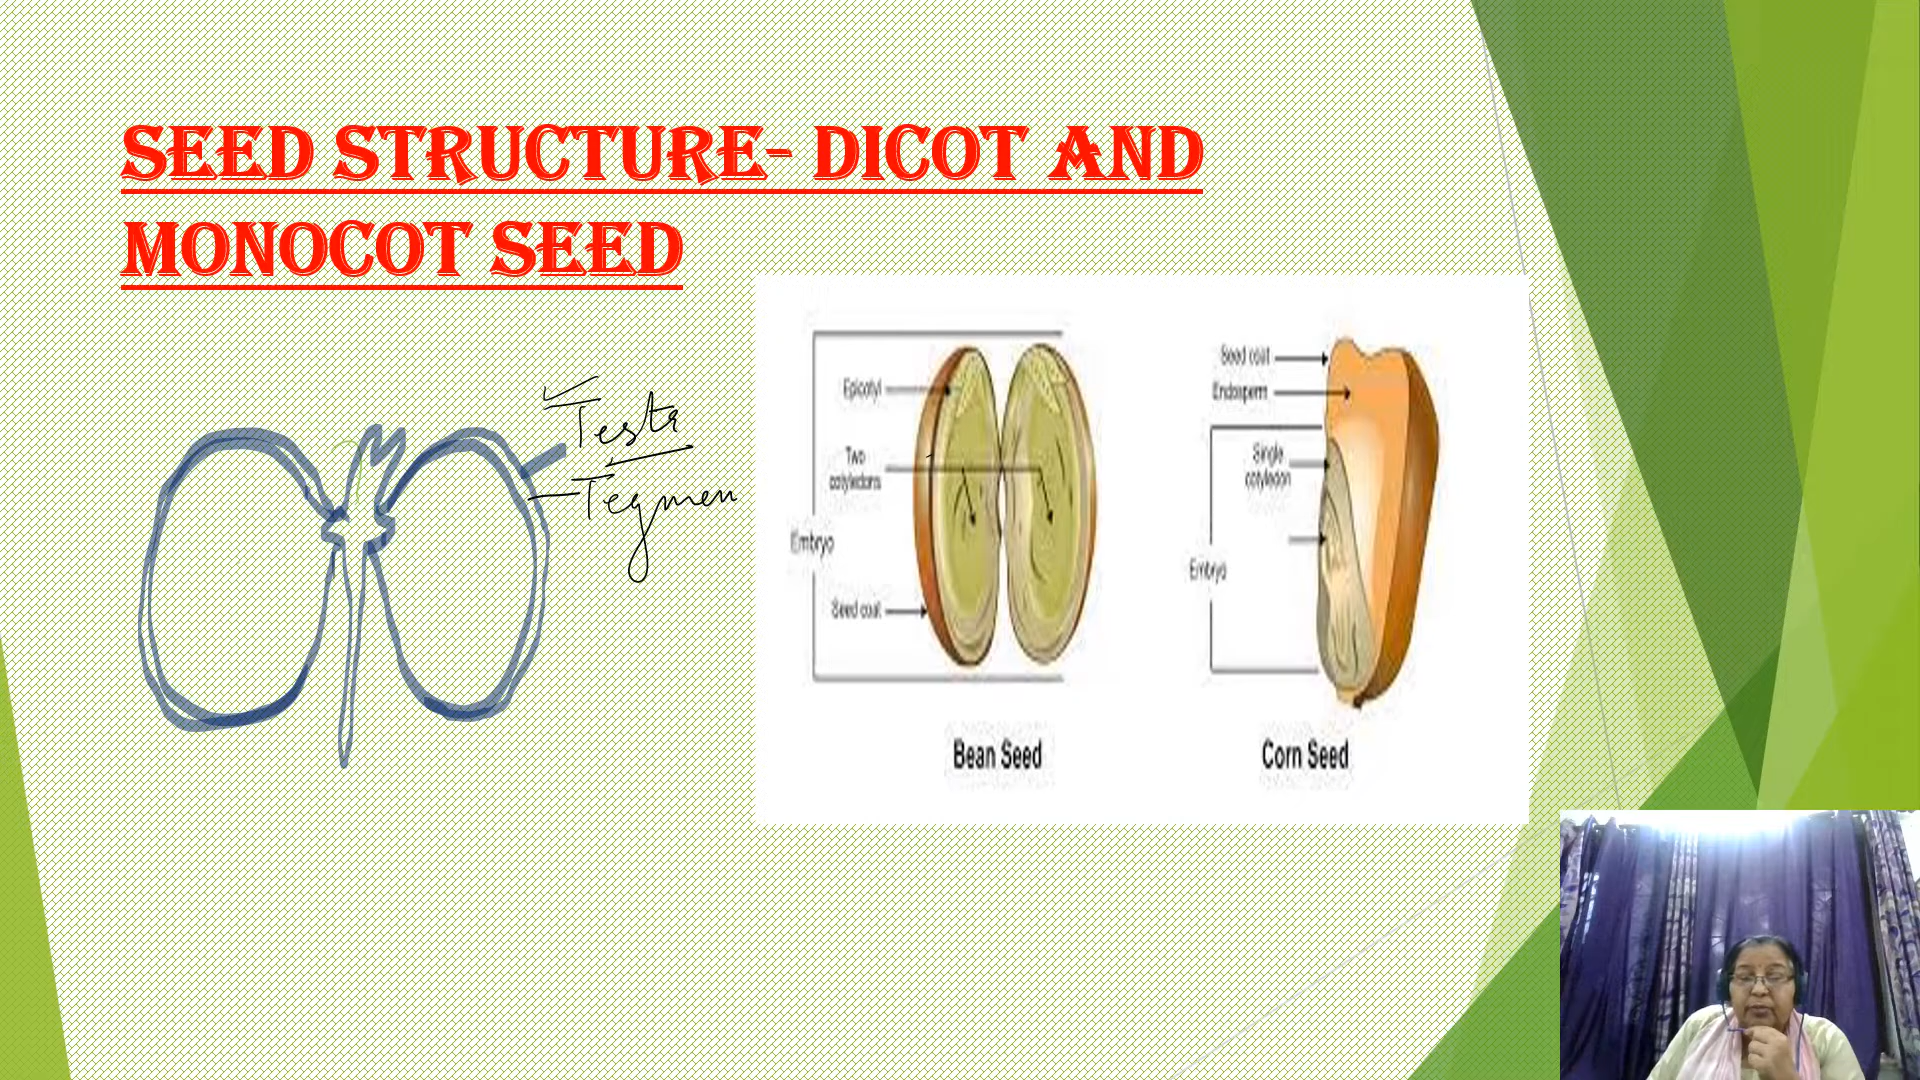 SEED STRUCTURE- DICOT AND
MONOCOT SEED
Testa
Tegmen
Epicotyl
Two
cotyledons
Embryo
Seed coat
Bean Seed
Seed coat
Endosperm
Single
cotyledon
Embryo
Corn Seed